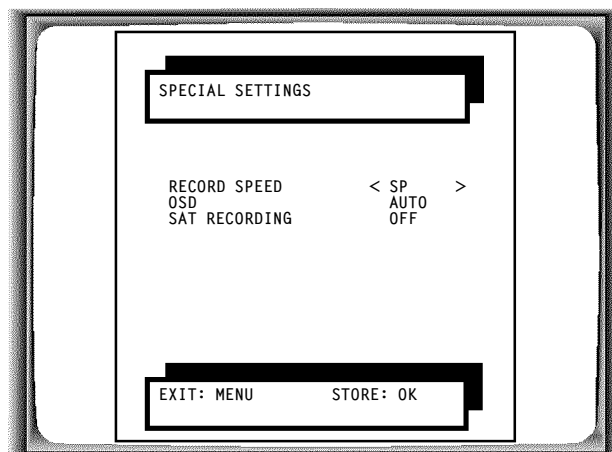 SPECIAL SETTINGS
RECORD SPEED < SP >
OSD AUTO
SAT RECORDING OFF
EXIT: MENU STORE: OK